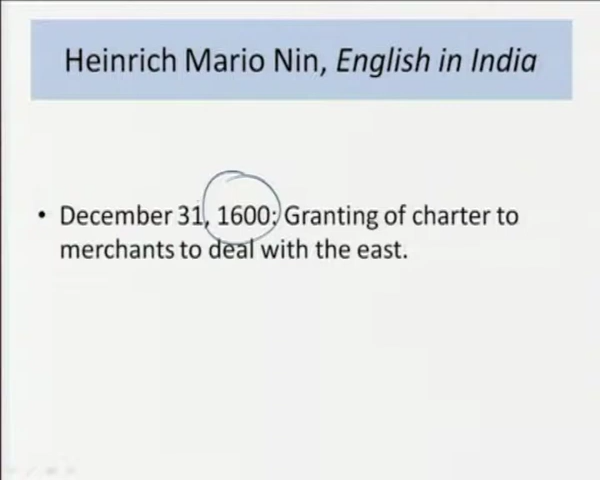 Heinrich Mario Nin, English in India
• December 31, 1600: Granting of charter to
merchants to deal with the east.